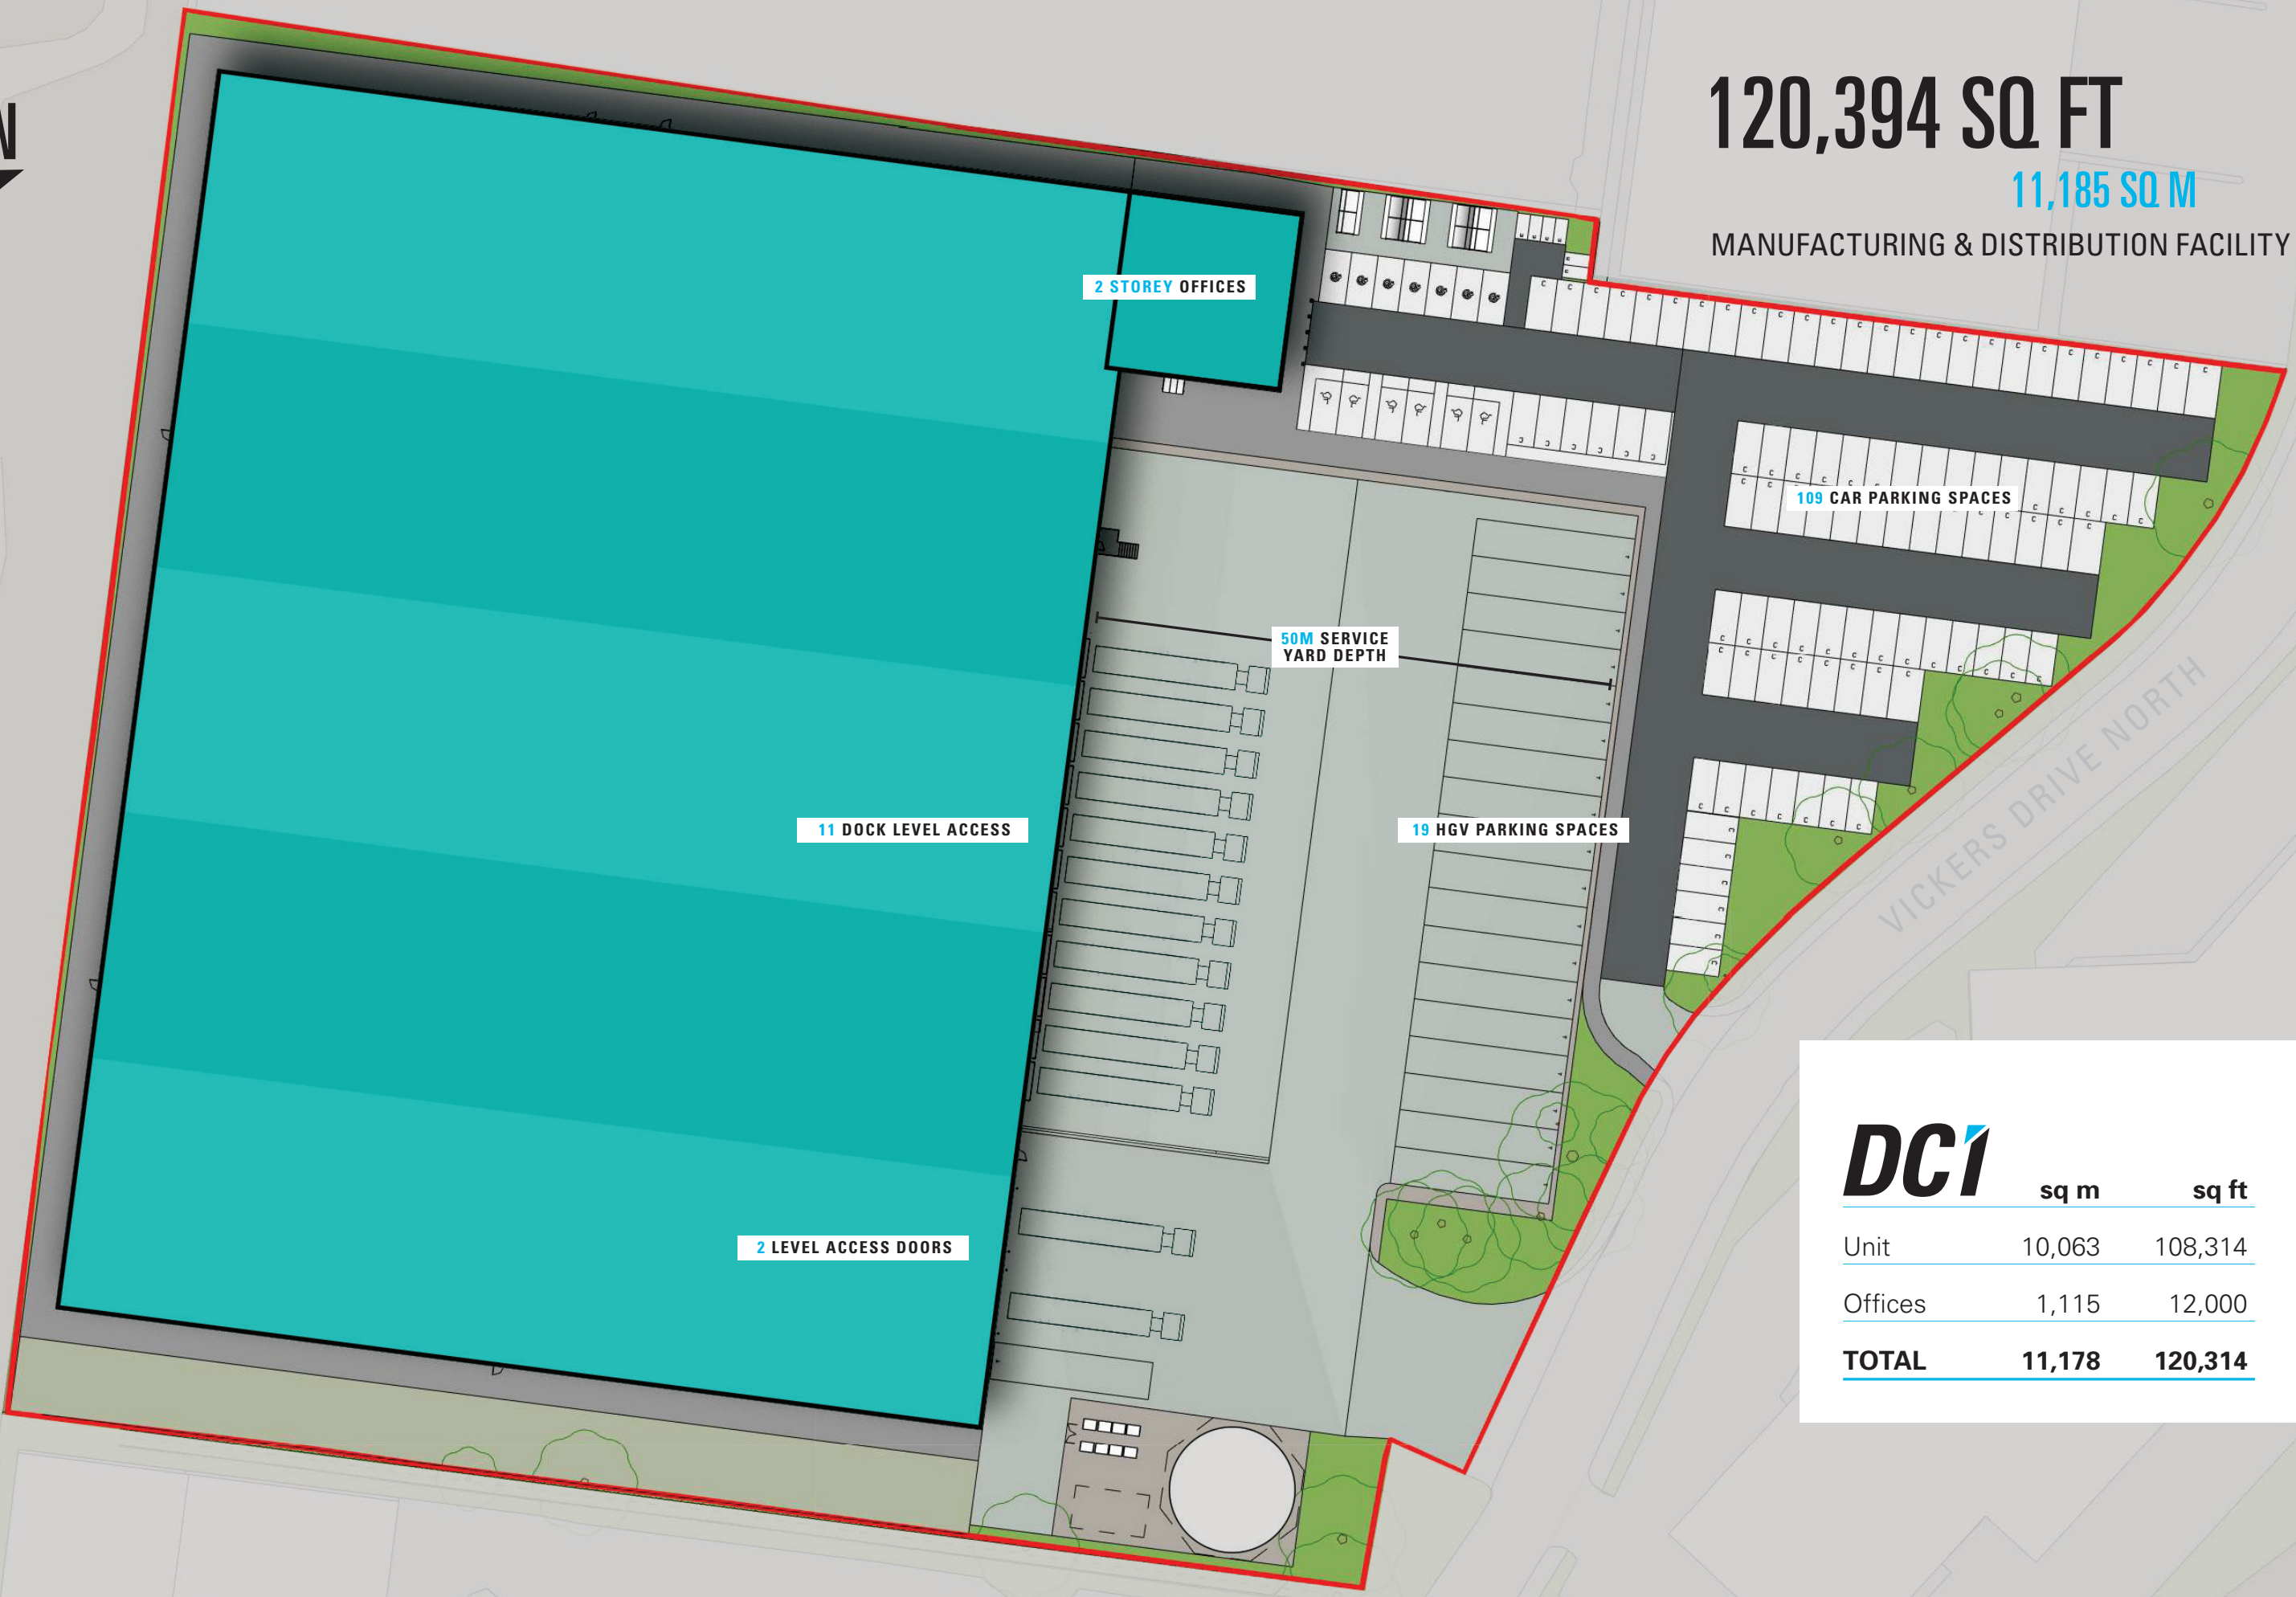 N
120,394 SQ FT
11,185 SQ M
MANUFACTURING & DISTRIBUTION FACILITY
2 STOREY OFFICES
109 CAR PARKING SPACES
50M SERVICE
YARD DEPTH
11 DOCK LEVEL ACCESS
19 HGV PARKING SPACES
VICKERS DRIVE NORTH
2 LEVEL ACCESS DOORS
DC1
sq m sq ft
Unit 10,063 108,314
Offices 1,115 12,000
TOTAL 11,178 120,314